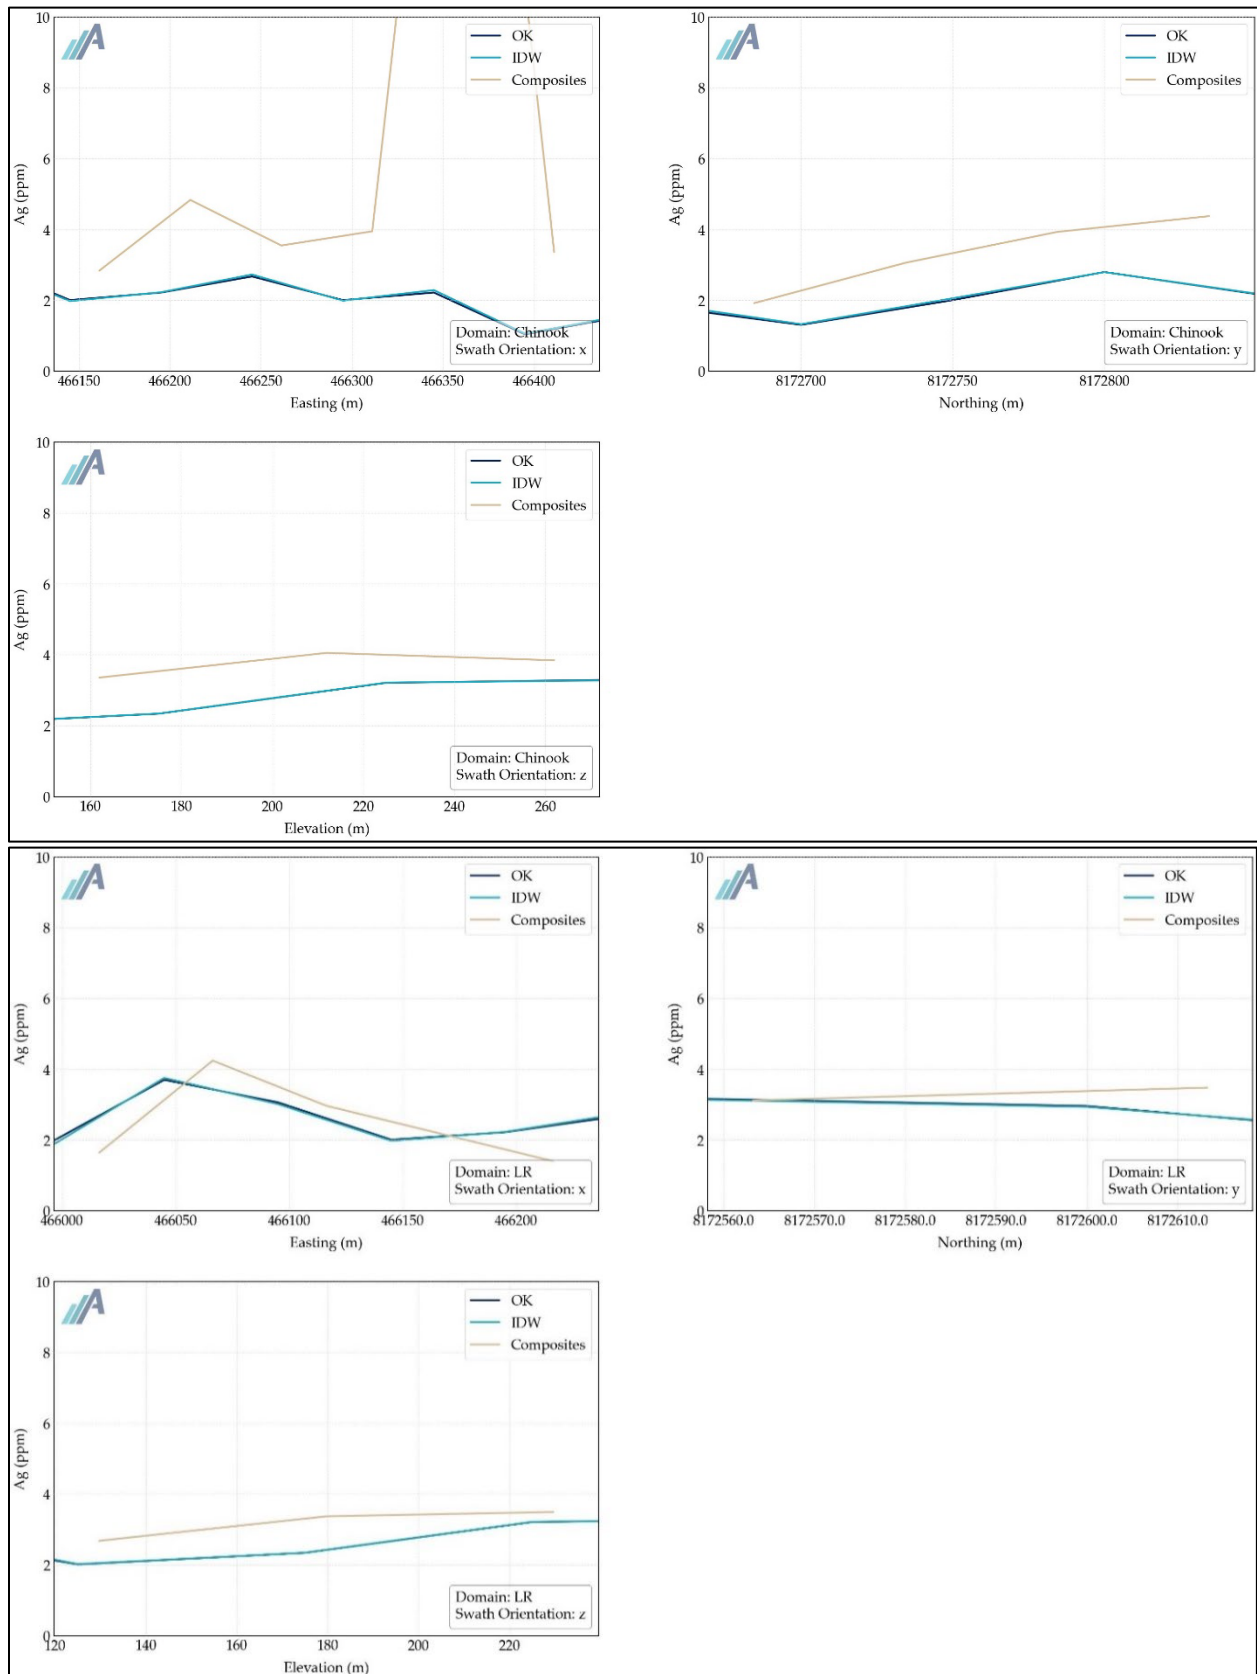 10
8
6
4
2
0
Ag (ppm)
OK
IDW
Composites
Domain: Chinook
Swath Orientation: x
466150 466200 466250 466300 466350 466400
Easting (m)
10
8
6
4
2
0
Ag (ppm)
OK
IDW
Composites
Domain: Chinook
Swath Orientation: y
8172700 8172750 8172800
Northing (m)
10
8
6
4
2
0
Ag (ppm)
OK
IDW
Composites
Domain: Chinook
Swath Orientation: z
160 180 200 220 240 260
Elevation (m)
10
8
6
4
2
0
Ag (ppm)
OK
IDW
Composites
Domain: LR
Swath Orientation: x
466000 466050 466100 466150 466200
Easting (m)
10
8
6
4
2
0
Ag (ppm)
OK
IDW
Composites
Domain: LR
Swath Orientation: y
8172560.0 8172570.0 8172580.0 8172590.0 8172600.0 8172610.0
Northing (m)
10
8
6
4
2
0
Ag (ppm)
OK
IDW
Composites
Domain: LR
Swath Orientation: z
120 140 160 180 200 220
Elevation (m)